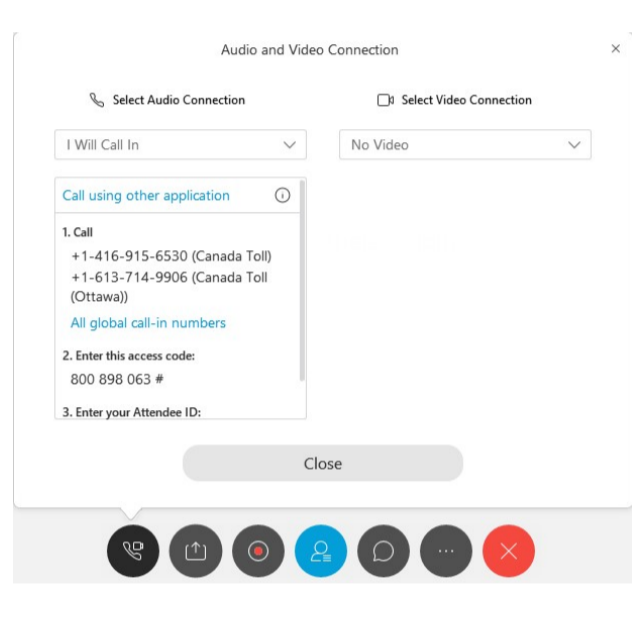 Audio and Video Connection
Select Audio Connection
Select Video Connection
I Will Call In
No Video
Call using other application
1. Call
+1-416-915-6530 (Canada Toll)
+1-613-714-9906 (Canada Toll
(Ottawa))
All global call-in numbers
2. Enter this access code:
800 898 063 #
3. Enter your Attendee ID:
Close